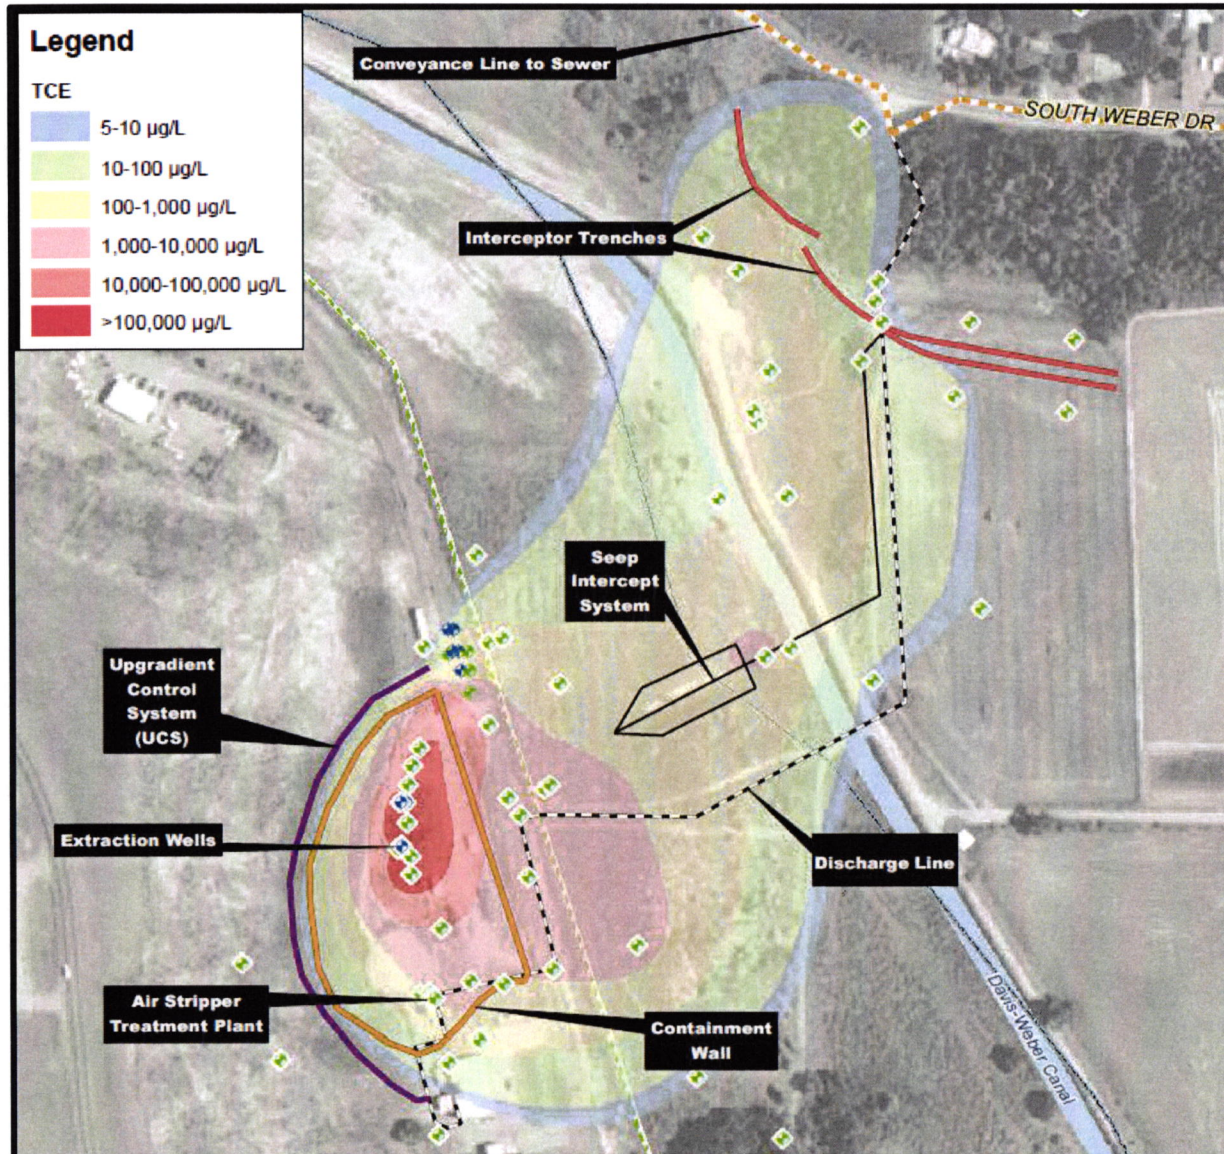 Legend
TCE
5-10 µg/L
10-100 µg/L
100-1,000 µg/L
1,000-10,000 µg/L
10,000-100,000 µg/L
>100,000 µg/L
Conveyance Line to Sewer
SOUTH WEBER DR
Interceptor Trenches
Seep
Intercept
System
Upgradient
Control
System
(UCS)
Extraction Wells
Discharge Line
Air Stripper
Treatment Plant
Containment
Wall
Davis-Weber Canal